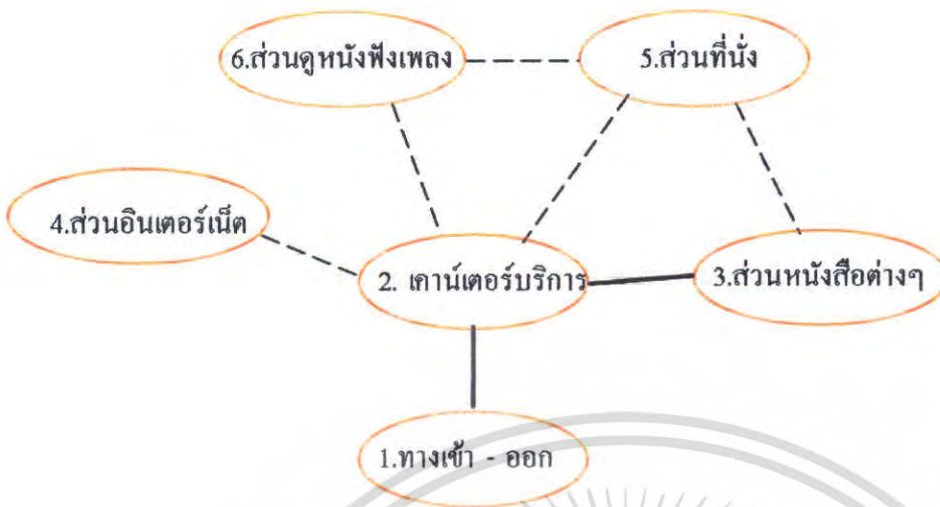 6.ส่วนดูหนังฟังเพลง
5.ส่วนที่นั่ง
4.ส่วนอินเตอร์เน็ต
2. เคาน์เตอร์บริการ
3.ส่วนหนังสือต่างๆ
1.ทางเข้า - ออก